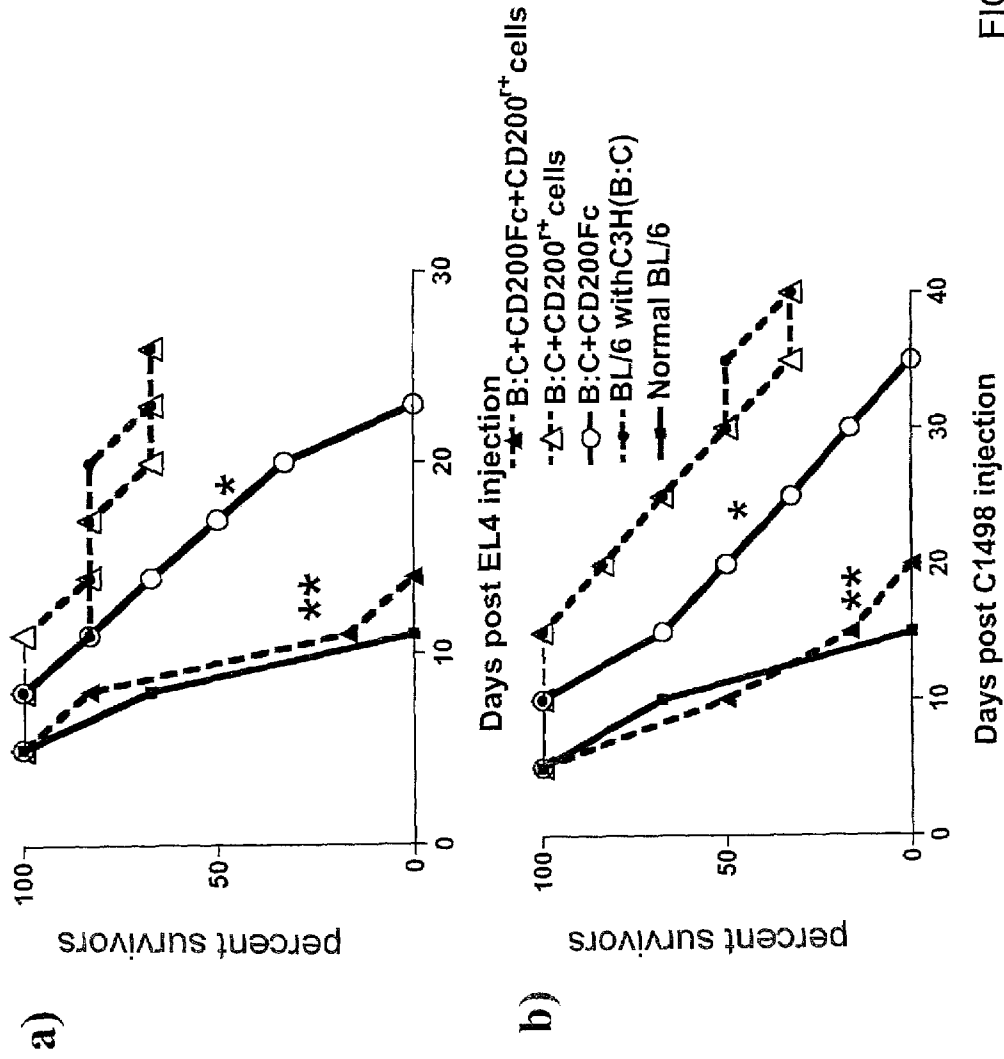 a)
percent survivors
100
50
0
0
10
20
30
*
**
Days post EL4 injection
B:C+CD200Fc+CD200r+ cells
B:C+CD200r+ cells
B:C+CD200Fc
BL/6 withC3H(B:C)
Normal BL/6
b)
percent survivors
100
50
0
0
10
20
30
40
*
**
Days post C1498 injection